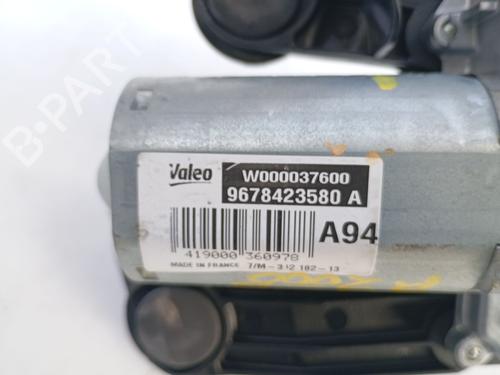 B-PART
Valeo
W000037600
9678423580 A
A94
419000 360978
MADE IN FRANCE